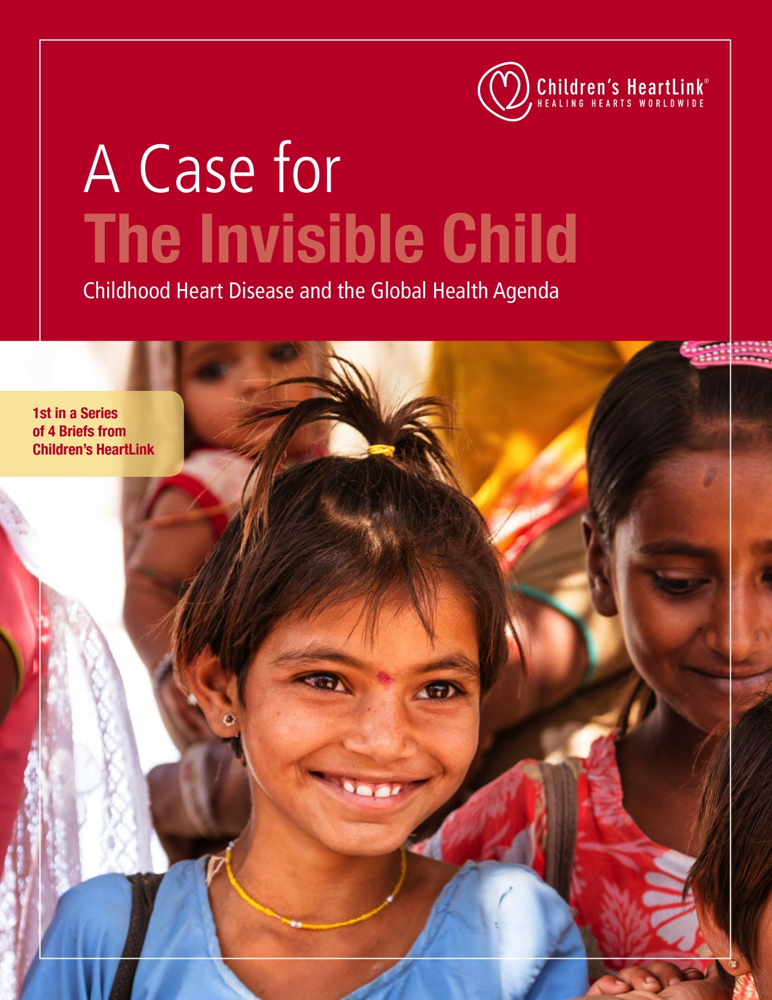 Children's HeartLink®
HEALING HEARTS WORLDWIDE
A Case for
The Invisible Child
Childhood Heart Disease and the Global Health Agenda
1st in a Series
of 4 Briefs from
Children's HeartLink